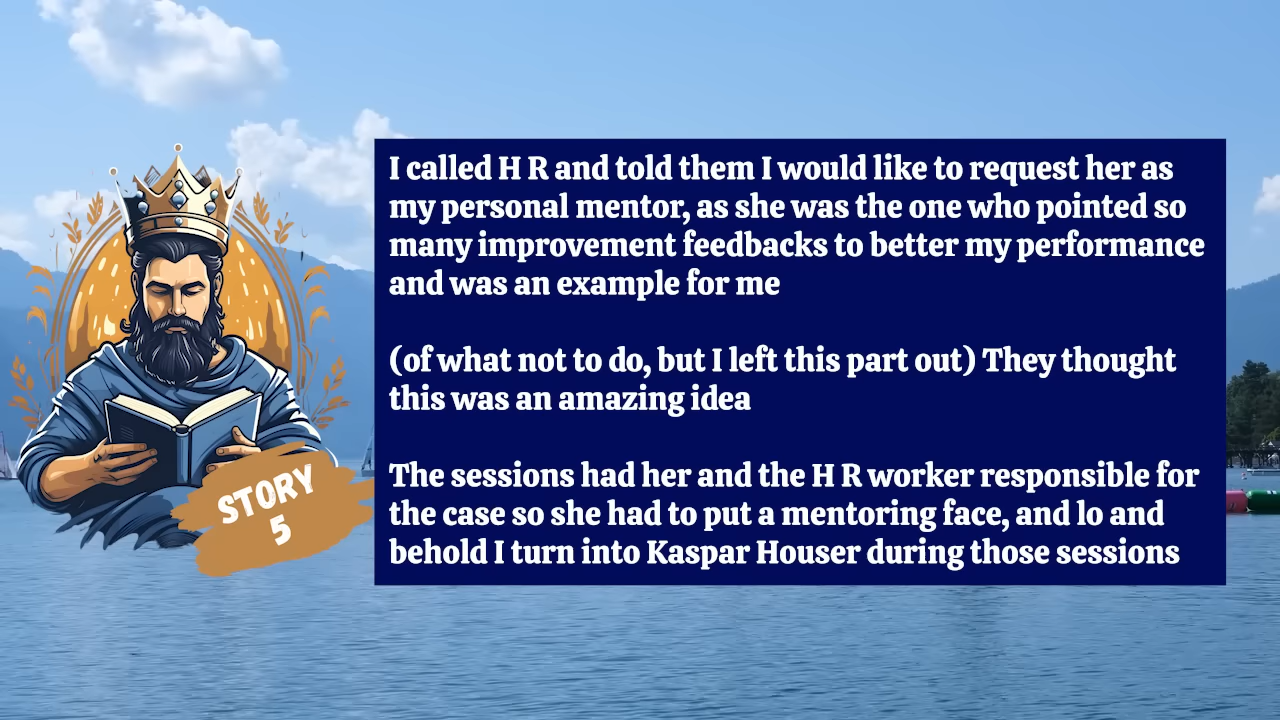 I called H R and told them I would like to request her as
my personal mentor, as she was the one who pointed so
many improvement feedbacks to better my performance
and was an example for me
(of what not to do, but I left this part out) They thought
this was an amazing idea
The sessions had her and the H R worker responsible for
the case so she had to put a mentoring face, and lo and
behold I turn into Kaspar Houser during those sessions
STORY
5